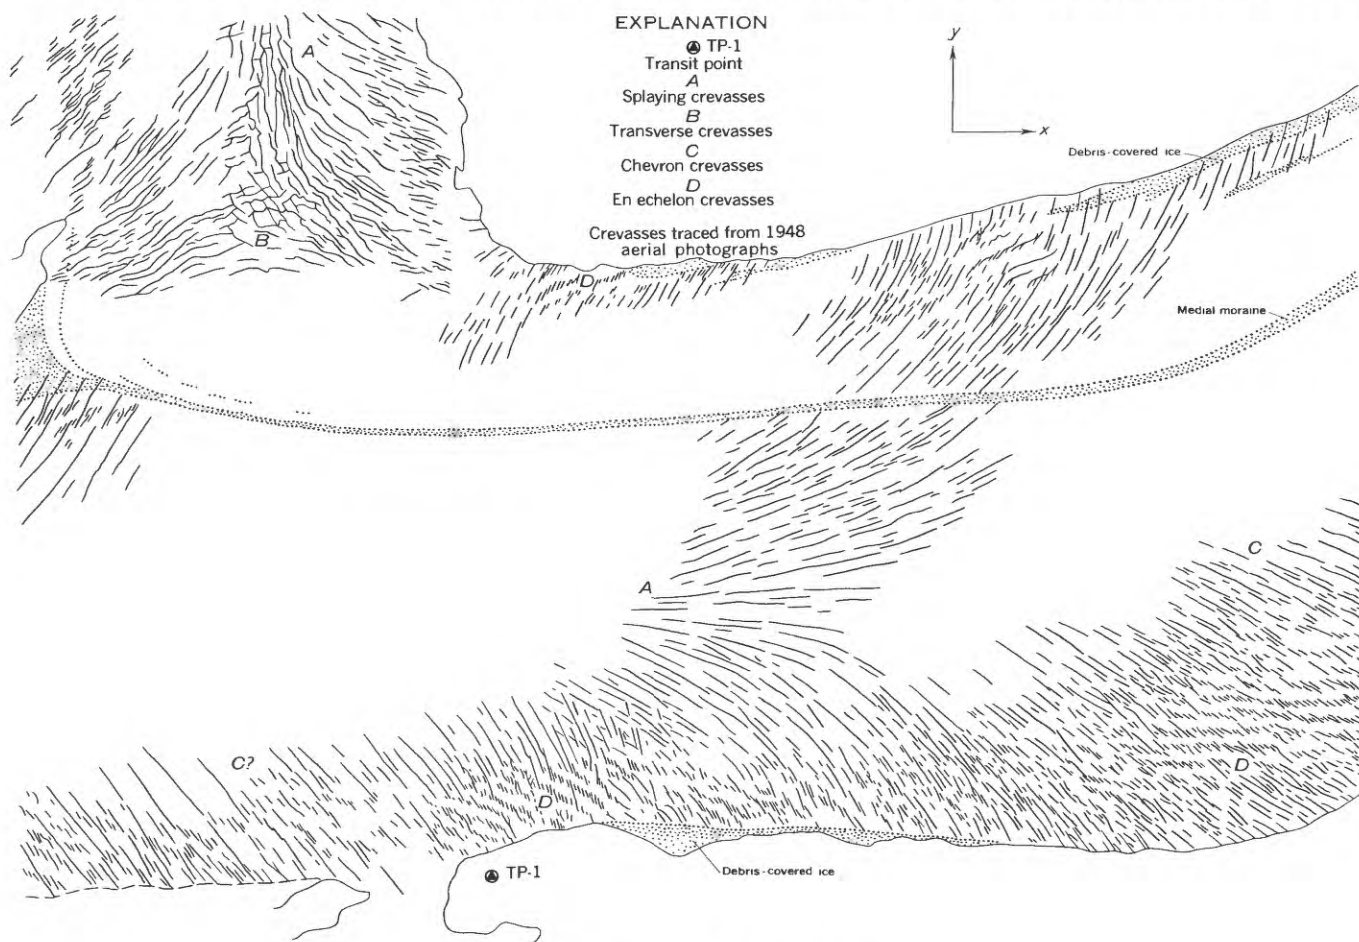 EXPLANATION
TP-1
Transit point
A
Splaying crevasses
B
Transverse crevasses
C
Chevron crevasses
D
En echelon crevasses
Crevasses traced from 1948
aerial photographs
y
x
A
Debris-covered ice
B
D
Medial moraine
C
A
C?
D
D
TP-1
Debris-covered ice